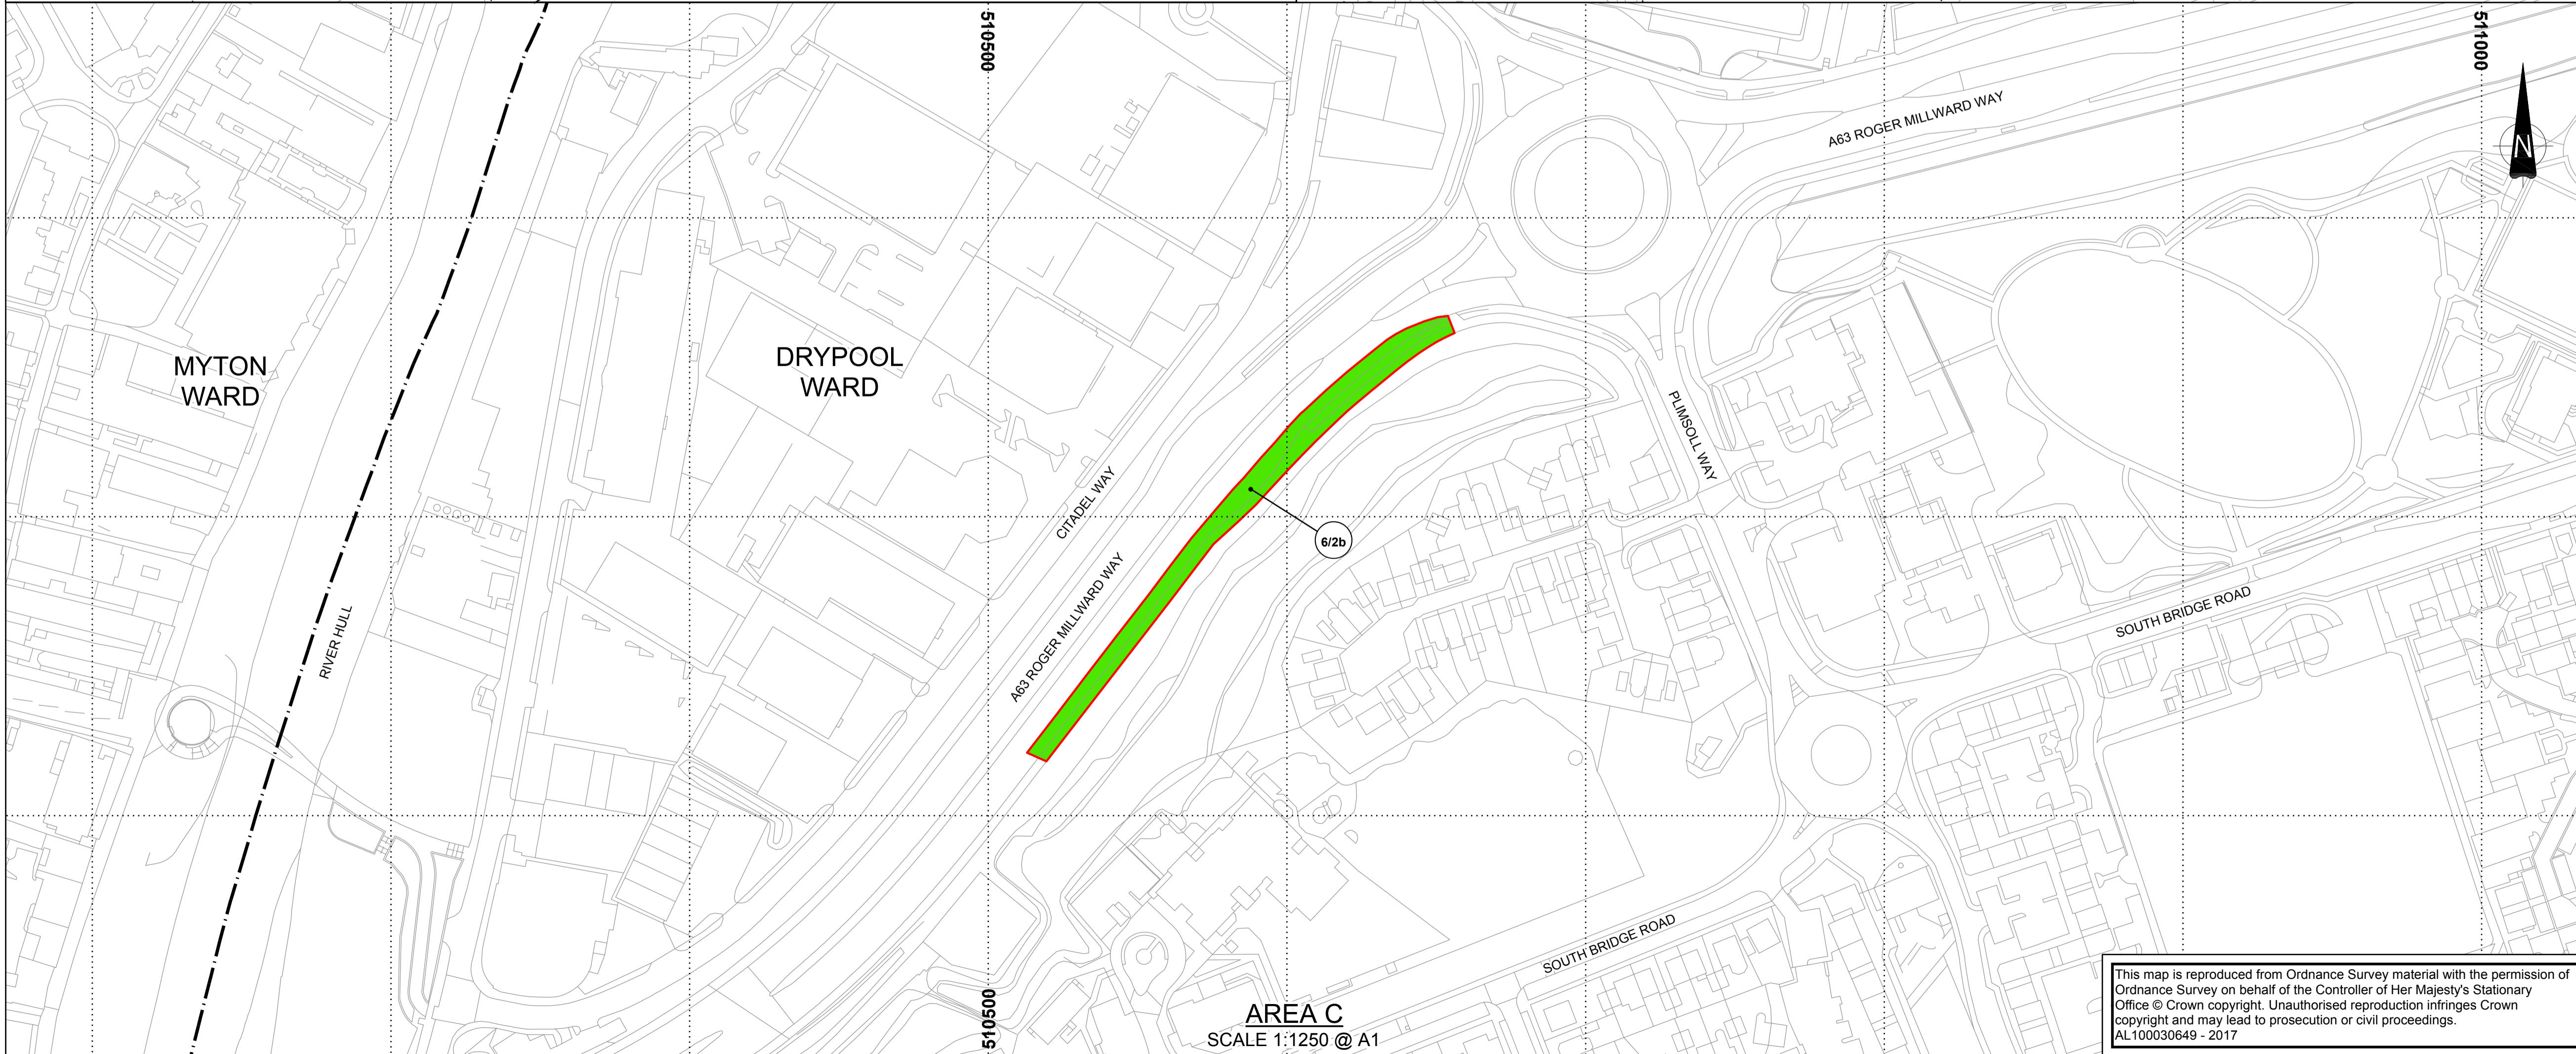 510500
511000
A63 ROGER MILLWARD WAY
N
MYTON
WARD
DRYPOOL
WARD
PLIMSOLL WAY
CITADEL WAY
6/2b
A63 ROGER MILLWARD WAY
RIVER HULL
SOUTH BRIDGE ROAD
SOUTH BRIDGE ROAD
510500
AREA C
SCALE 1:1250 @ A1
This map is reproduced from Ordnance Survey material with the permission of
Ordnance Survey on behalf of the Controller of Her Majesty's Stationary
Office © Crown copyright. Unauthorised reproduction infringes Crown
copyright and may lead to prosecution or civil proceedings.
AL100030649 - 2017